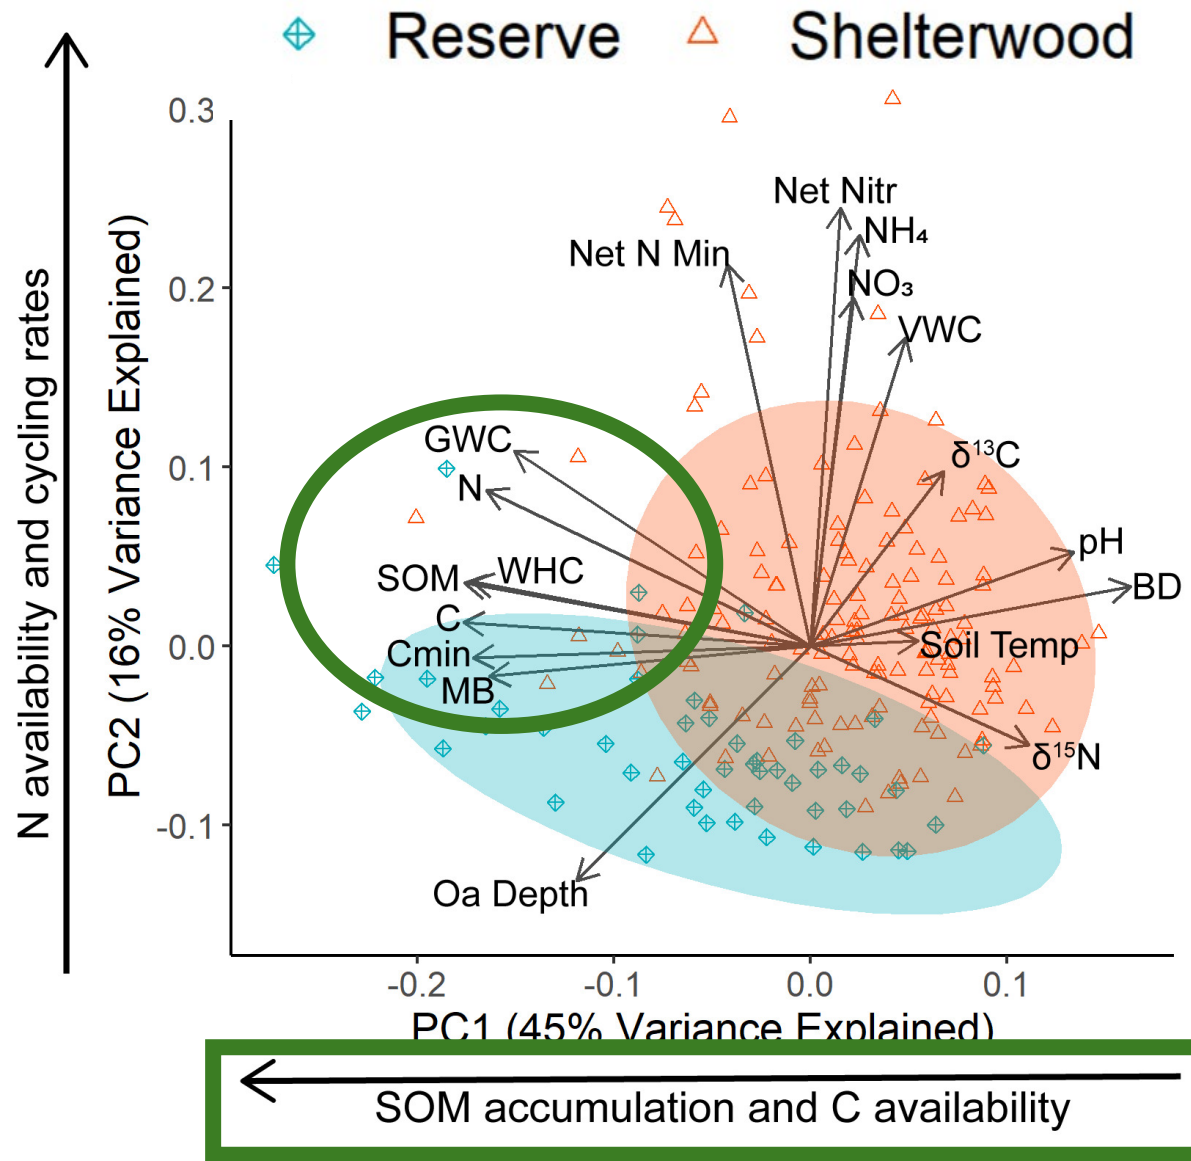 Reserve Shelterwood
N availability and cycling rates
PC2 (16% Variance Explained)
0.3
0.2
0.1
0.0
-0.1
Net Nitr
NH₄
Net N Min
NO₃
VWC
GWC
δ¹³C
N
pH
SOM
WHC
BD
C
Soil Temp
Cmin
MB
δ¹⁵N
Oa Depth
-0.2 -0.1 0.0 0.1
PC1 (45% Variance Explained)
SOM accumulation and C availability